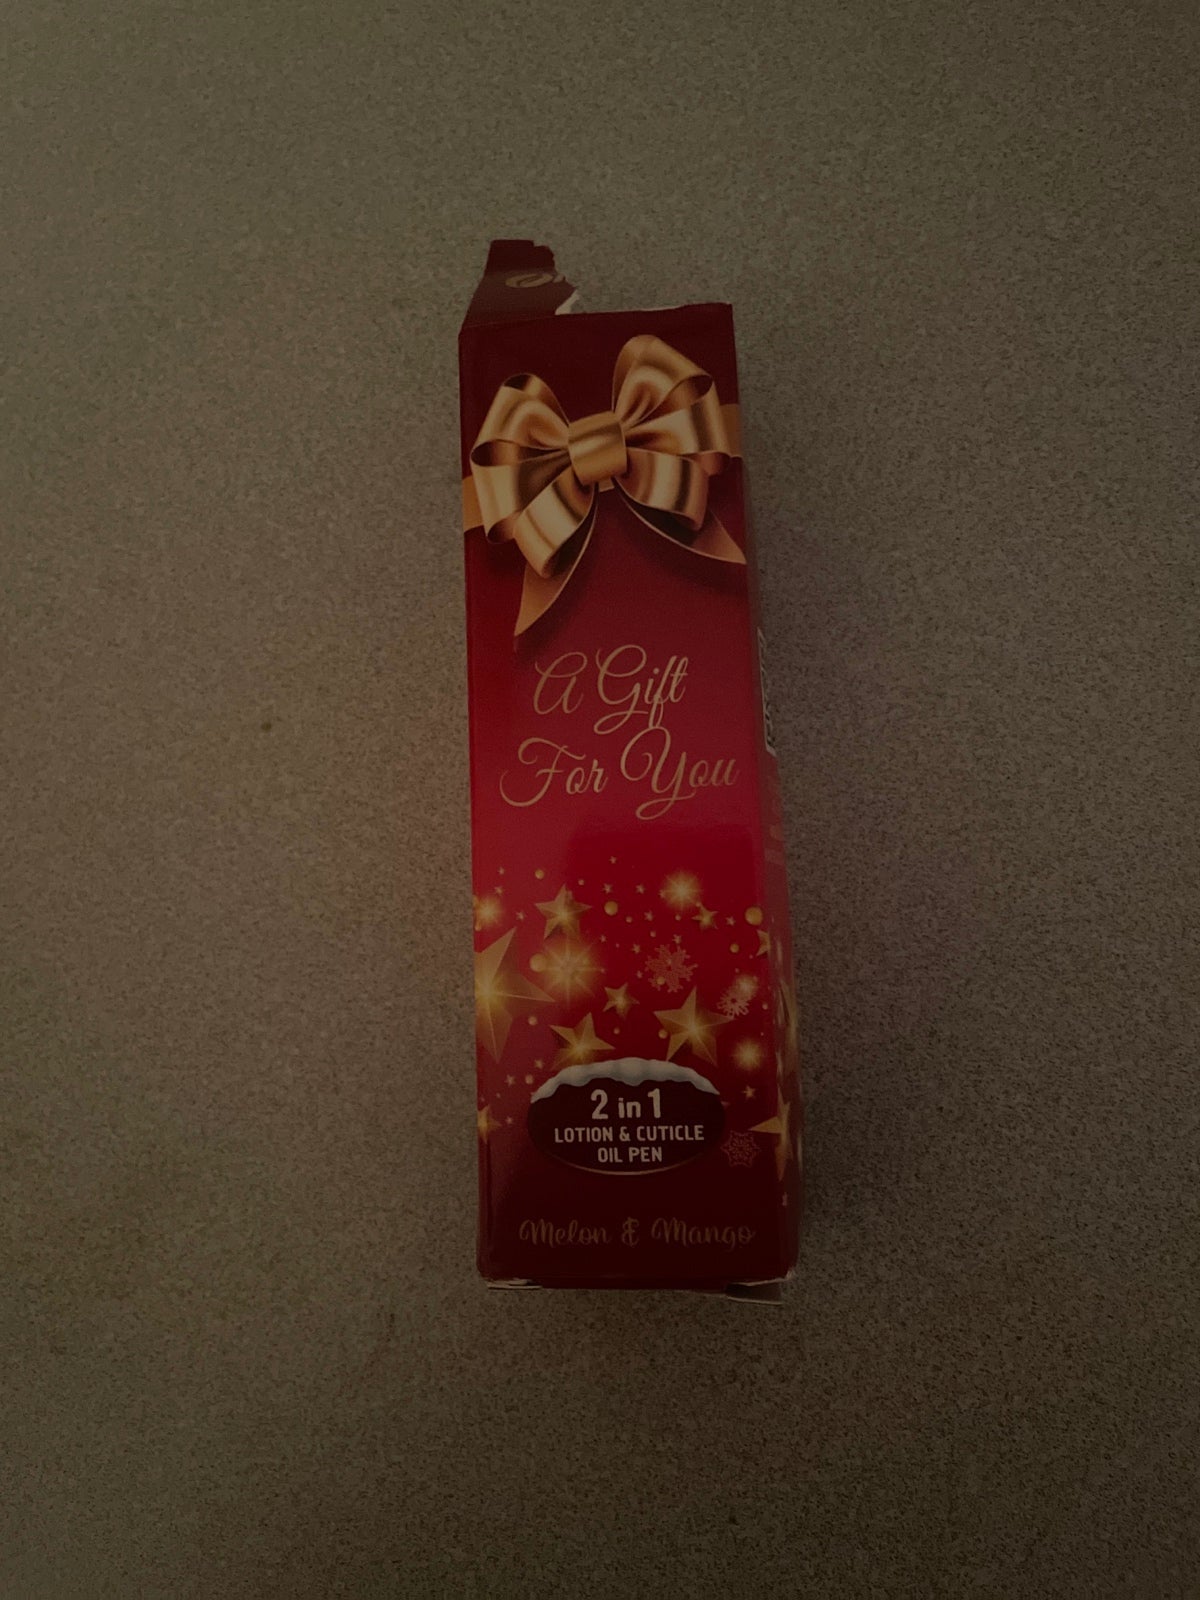 A Gift
For You
2 in 1
LOTION & CUTICLE
OIL PEN
Melon & Mango